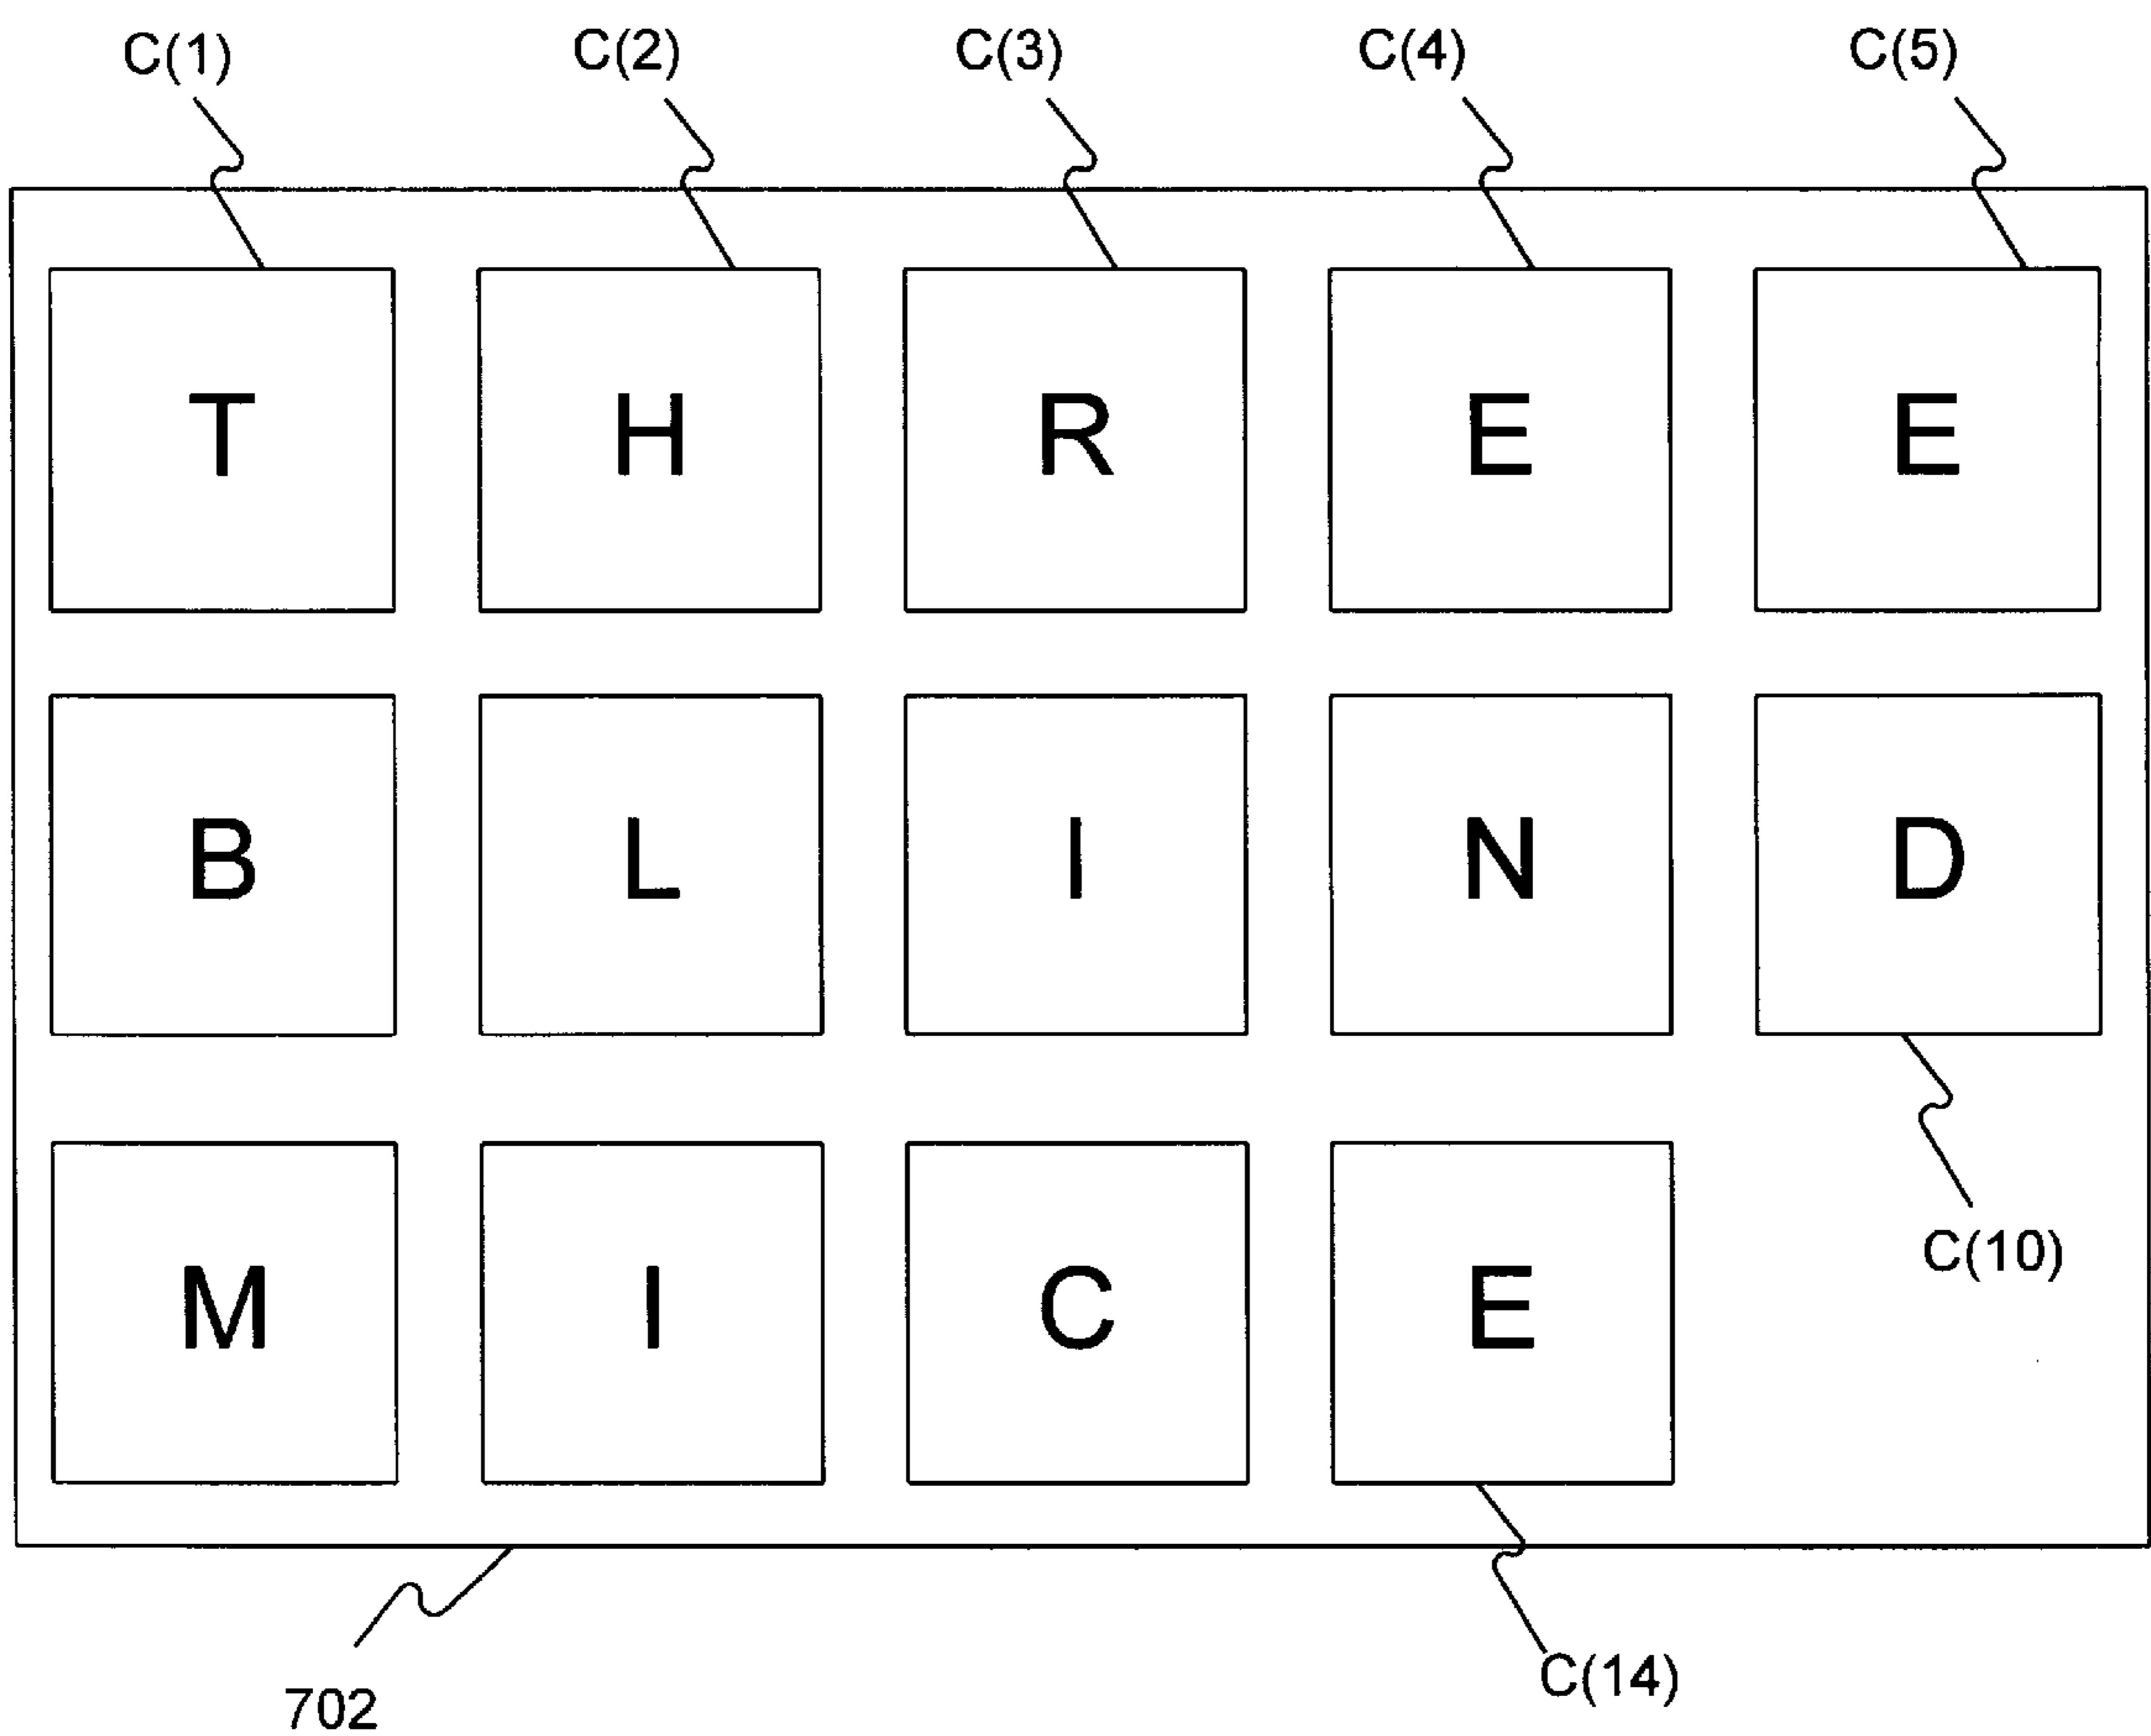 C(1) C(2) C(3) C(4) C(5)
T H R E E
B L I N D
C(10)
M I C E
C(14)
702